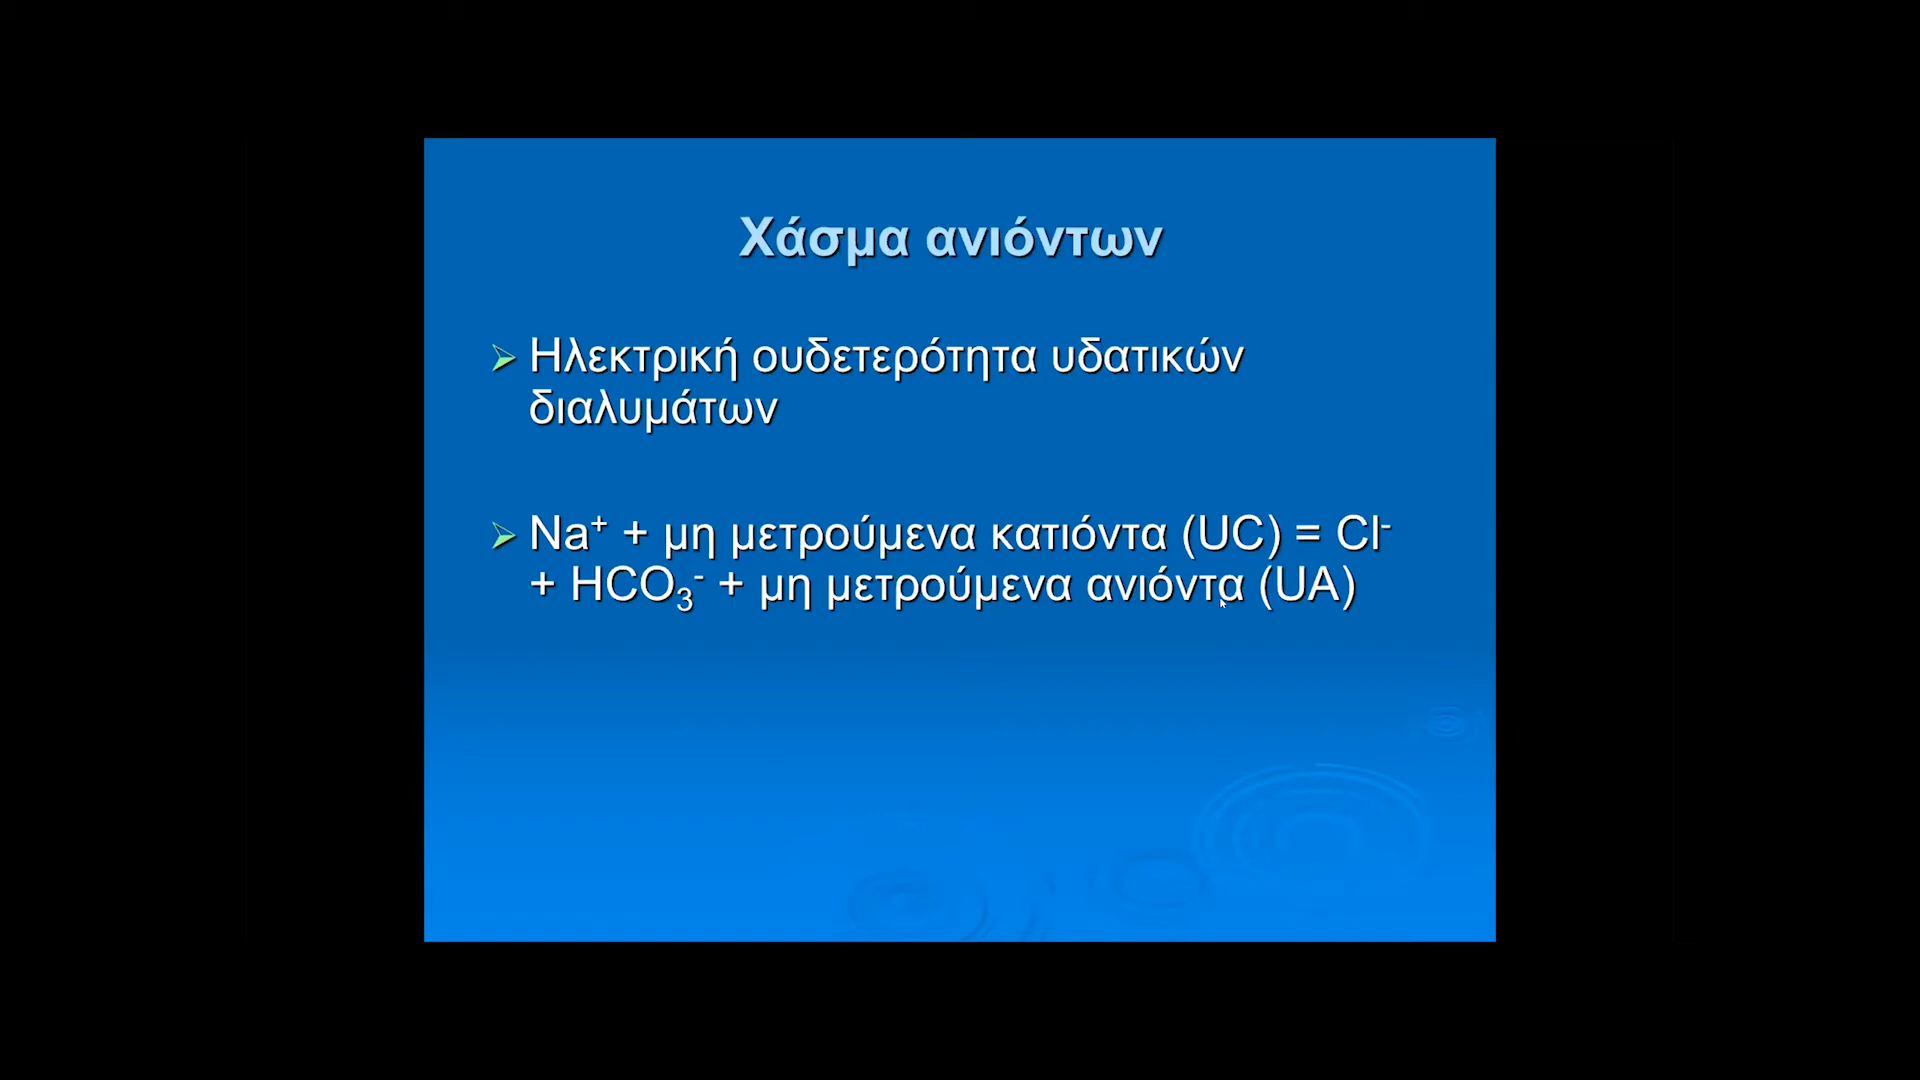 Χάσμα ανιόντων
Ηλεκτρική ουδετερότητα υδατικών
διαλυμάτων
Na⁺ + μη μετρούμενα κατιόντα (UC) = Cl⁻
+ HCO₃⁻ + μη μετρούμενα ανιόντα (UA)